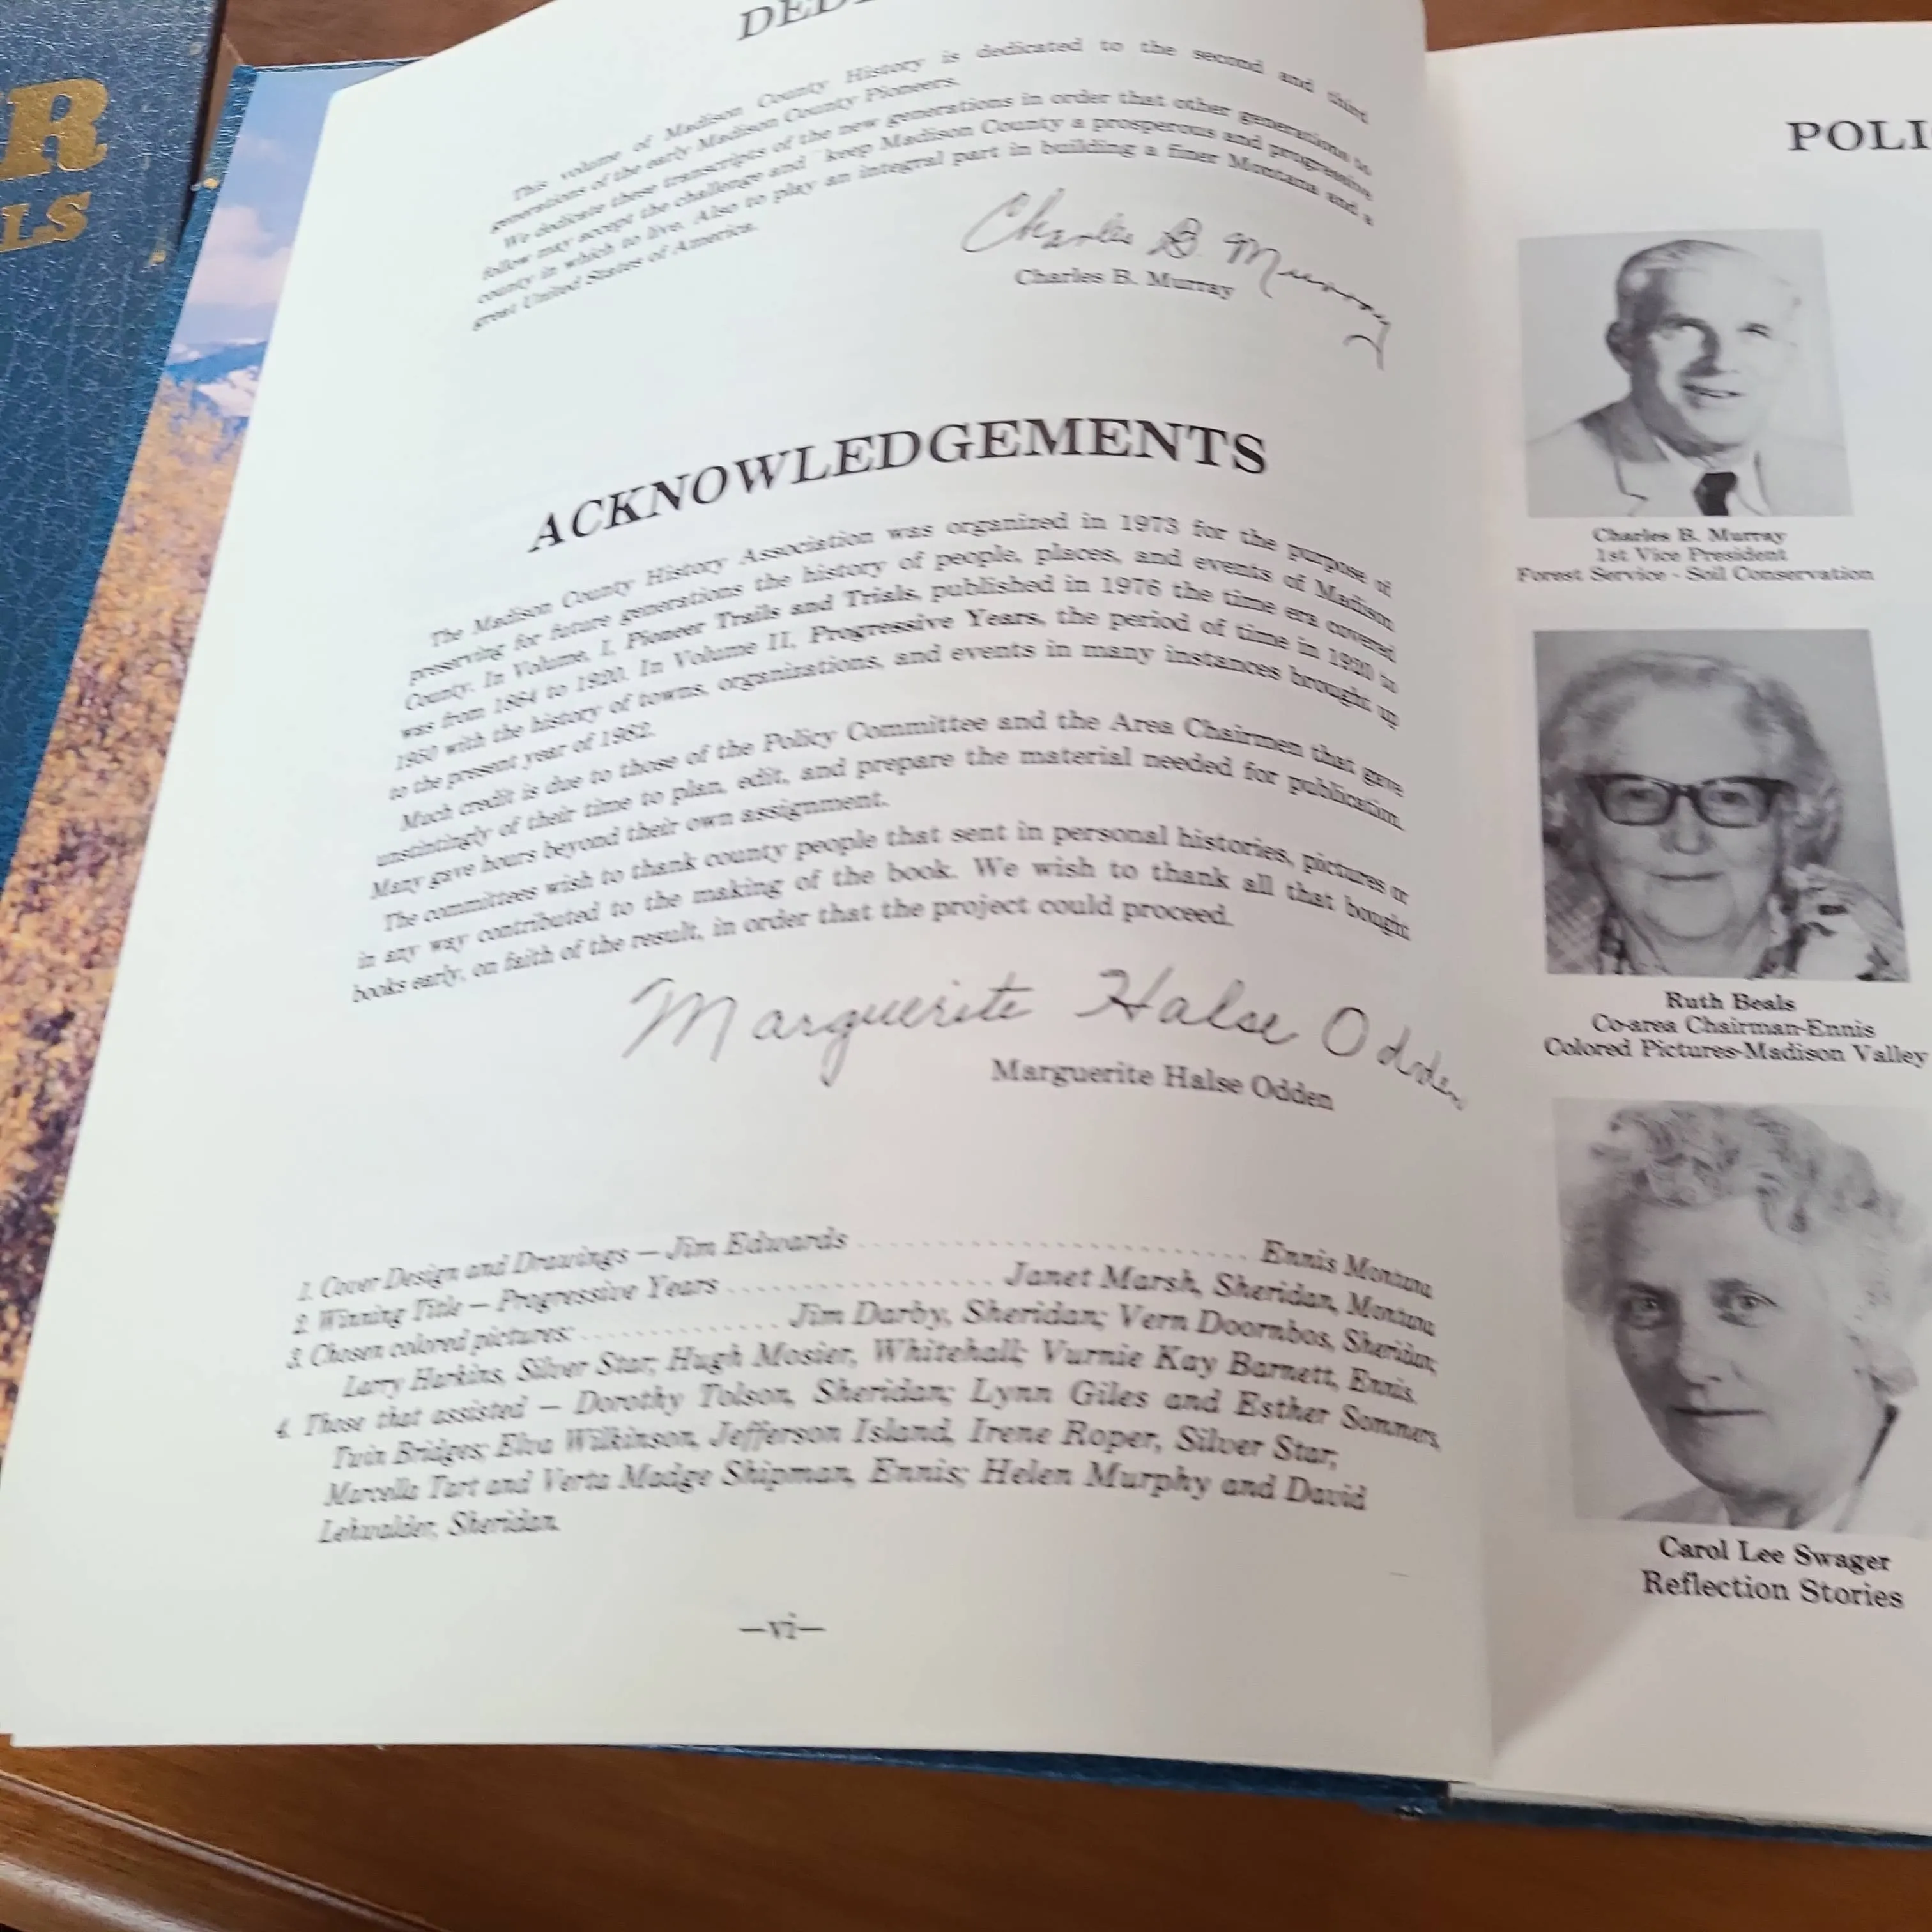 R
LS
DED
This volume of Madison County History is dedicated to the second and third
generations of the early Madison County Pioneers.
We dedicate these transcripts of the new generations in order that other generations to
follow may accept the challenge and keep Madison County a prosperous and progressive
county in which to live. Also to play an integral part in building a finer Montana and a
great United States of America.
Charles B. Murray
Charles B. Murray
ACKNOWLEDGEMENTS
The Madison County History Association was organized in 1973 for the purpose of
preserving for future generations the history of people, places, and events of Madison
County. In Volume, I, Pioneer Trails and Trials, published in 1976 the time era covered
was from 1864 to 1920. In Volume II, Progressive Years, the period of time in 1920 to
1950 with the history of towns, organizations, and events in many instances brought up
to the present year of 1982.
Much credit is due to those of the Policy Committee and the Area Chairmen that gave
unstintingly of their time to plan, edit, and prepare the material needed for publication.
Many gave hours beyond their own assignment.
The committees wish to thank county people that sent in personal histories, pictures or
in any way contributed to the making of the book. We wish to thank all that bought
books early, on faith of the result, in order that the project could proceed.
Marguerite Halse Odden
Marguerite Halse Odden
1. Cover Design and Drawings — Jim Edwards ........................ Ennis Montana
2. Winning Title — Progressive Years ................ Janet Marsh, Sheridan, Montana
3. Chosen colored pictures: ............ Jim Darby, Sheridan; Vern Doornbos, Sheridan;
Larry Harkins, Silver Star; Hugh Mosier, Whitehall; Vurnie Kay Barnett, Ennis.
4. Those that assisted — Dorothy Tolson, Sheridan; Lynn Giles and Esther Sommers,
Twin Bridges; Elva Wilkinson, Jefferson Island, Irene Roper, Silver Star;
Marcella Tart and Verta Madge Shipman, Ennis; Helen Murphy and David
Lehwalder, Sheridan.
—vi—
POLI
Charles B. Murray
1st Vice President
Forest Service - Soil Conservation
Ruth Beals
Co-area Chairman-Ennis
Colored Pictures-Madison Valley
Carol Lee Swager
Reflection Stories